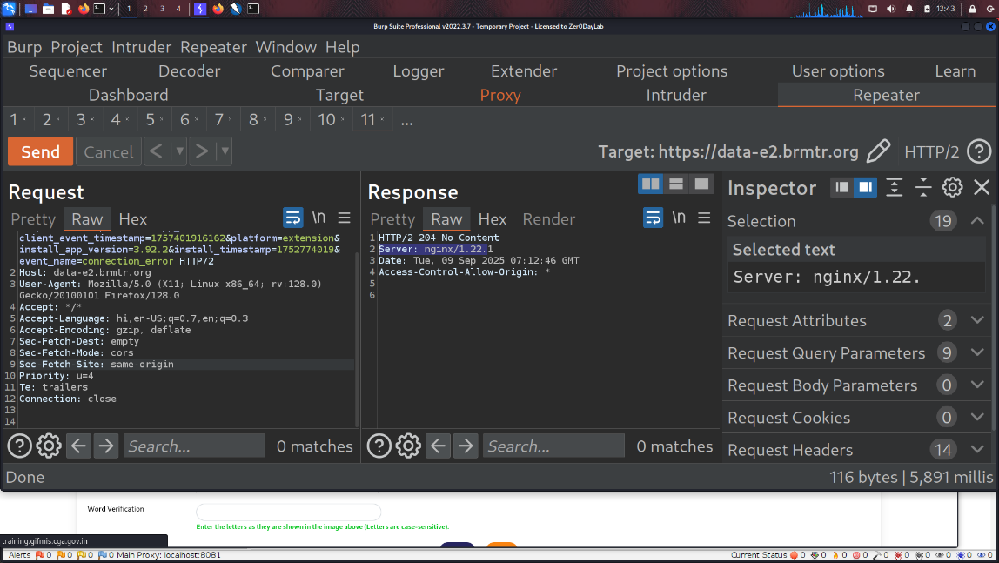 1 2 3 4 12:43
Burp Suite Professional v2022.3.7 - Temporary Project - Licensed to Zer0DayLab
Burp Project Intruder Repeater Window Help
Sequencer Decoder Comparer Logger Extender Project options User options Learn
Dashboard Target Proxy Intruder Repeater
1 × 2 × 3 × 4 × 5 × 6 × 7 × 8 × 9 × 10 × 11 × ...
Send Cancel < > Target: https://data-e2.brmtr.org HTTP/2 ?
Request
Pretty Raw Hex \n
client_event_timestamp=1757401916162&platform=extension&
install_app_version=3.92.2&install_timestamp=1752774019&
event_name=connection_error HTTP/2
2 Host: data-e2.brmtr.org
3 User-Agent: Mozilla/5.0 (X11; Linux x86_64; rv:128.0)
Gecko/20100101 Firefox/128.0
4 Accept: */*
5 Accept-Language: hi,en-US;q=0.7,en;q=0.3
6 Accept-Encoding: gzip, deflate
7 Sec-Fetch-Dest: empty
8 Sec-Fetch-Mode: cors
9 Sec-Fetch-Site: same-origin
10 Priority: u=4
11 Te: trailers
12 Connection: close
13
14
? Search... 0 matches
Response
Pretty Raw Hex Render \n
1 HTTP/2 204 No Content
2 Server: nginx/1.22.1
3 Date: Tue, 09 Sep 2025 07:12:46 GMT
4 Access-Control-Allow-Origin: *
5
6
? Search... 0 matches
Inspector
Selection 19
Selected text
Server: nginx/1.22.
Request Attributes 2
Request Query Parameters 9
Request Body Parameters 0
Request Cookies 0
Request Headers 14
Done 116 bytes | 5,891 millis
Word Verification
Enter the letters as they are shown in the image above (Letters are case-sensitive).
training.gifmis.cga.gov.in
Alerts 0 0 0 0 Main Proxy: localhost:8081 Current Status 0 0 0 0 0 0 0 0 0 0